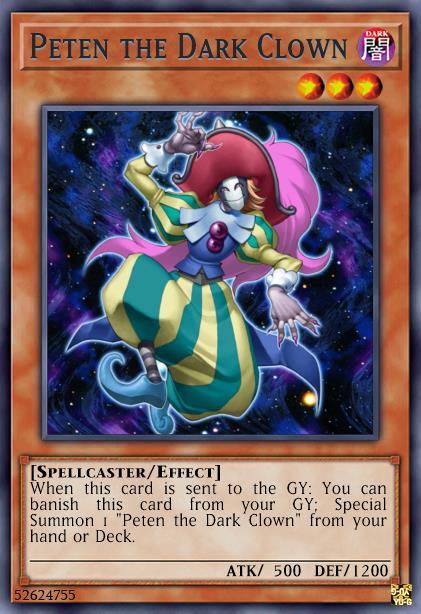 Peten the Dark Clown
DARK
闇
[Spellcaster/Effect]
When this card is sent to the GY: You can
banish this card from your GY; Special
Summon 1 "Peten the Dark Clown" from your
hand or Deck.
ATK/ 500 DEF/1200
52624755